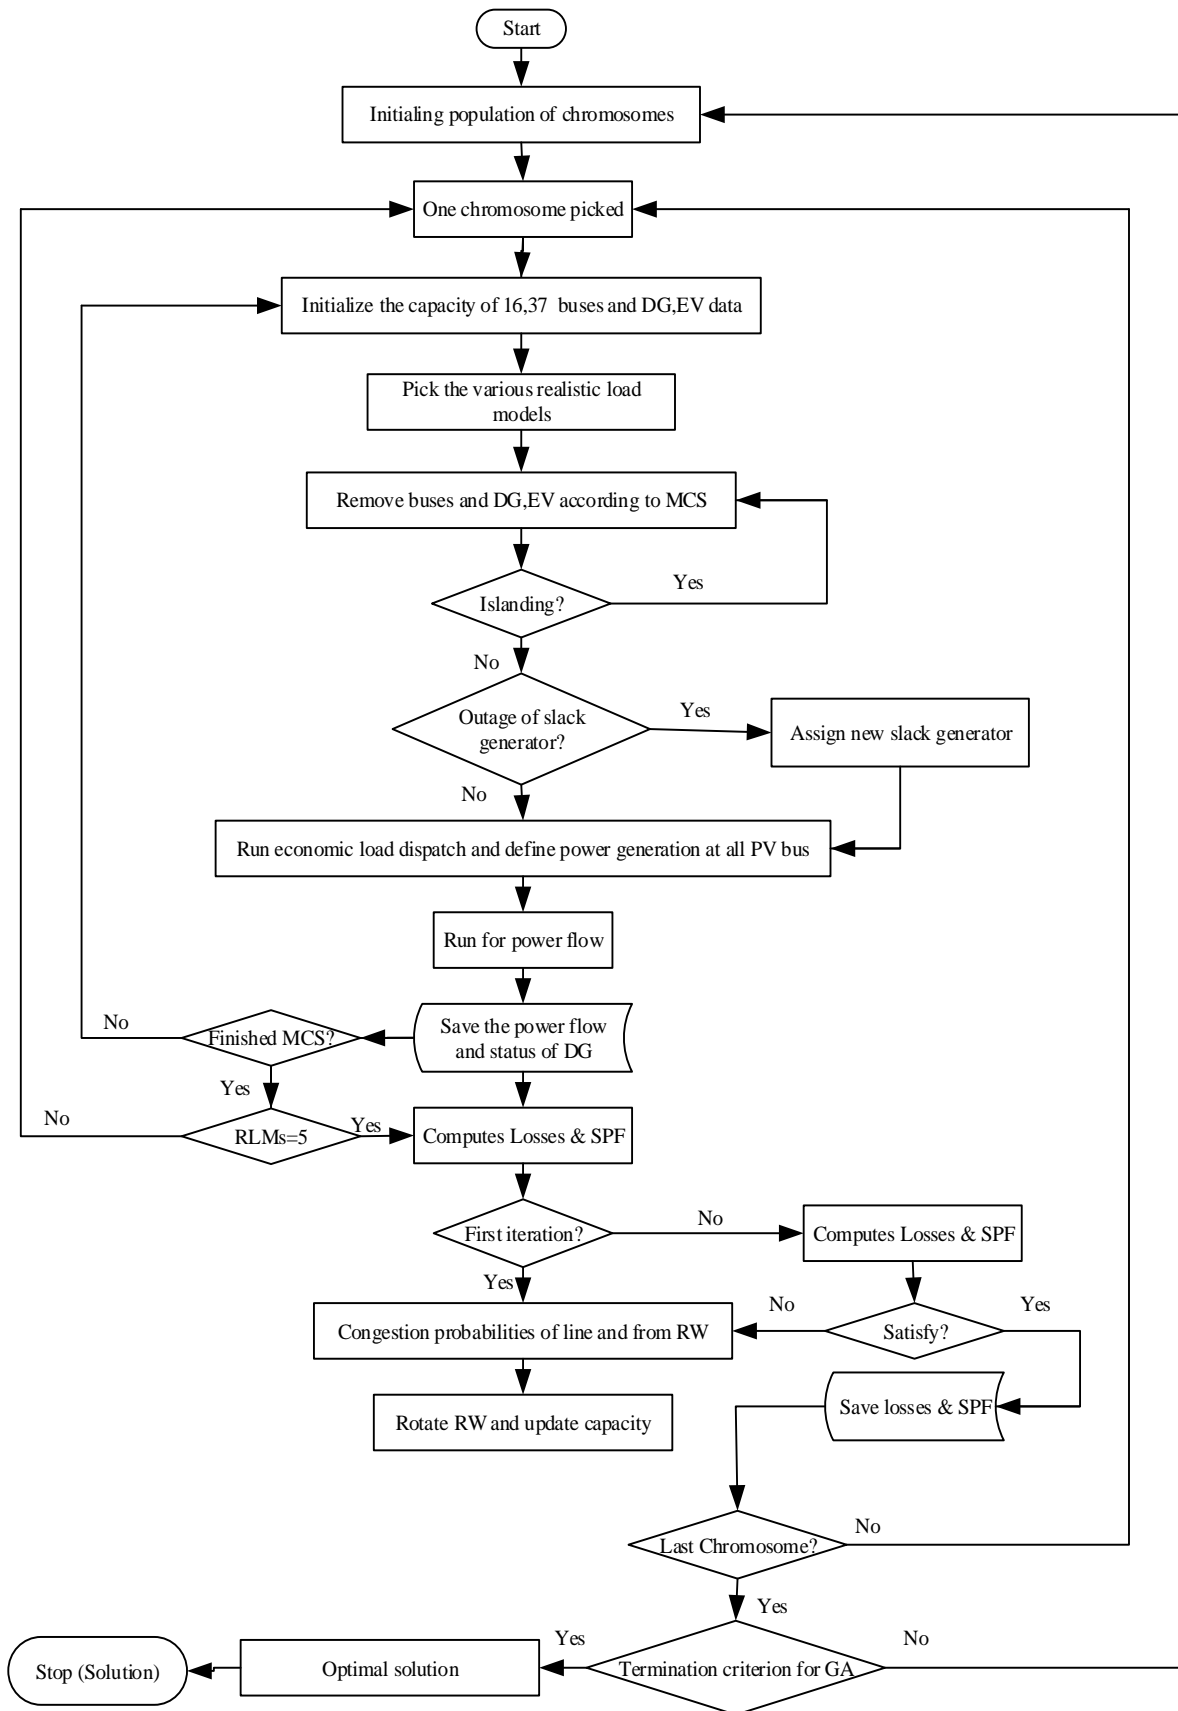 Start
Initialing population of chromosomes
One chromosome picked
Initialize the capacity of 16,37 buses and DG,EV data
Pick the various realistic load
models
Remove buses and DG,EV according to MCS
Yes
Islanding?
No
Outage of slack
generator?
Yes
Assign new slack generator
No
Run economic load dispatch and define power generation at all PV bus
Run for power flow
Save the power flow
and status of DG
Finished MCS?
No
Yes
No
RLMs=5
Yes
Computes Losses & SPF
First iteration?
No
Computes Losses & SPF
Yes
No
Yes
Congestion probabilities of line and from RW
Satisfy?
Rotate RW and update capacity
Save losses & SPF
Last Chromosome?
No
Yes
Yes
No
Termination criterion for GA
Optimal solution
Stop (Solution)